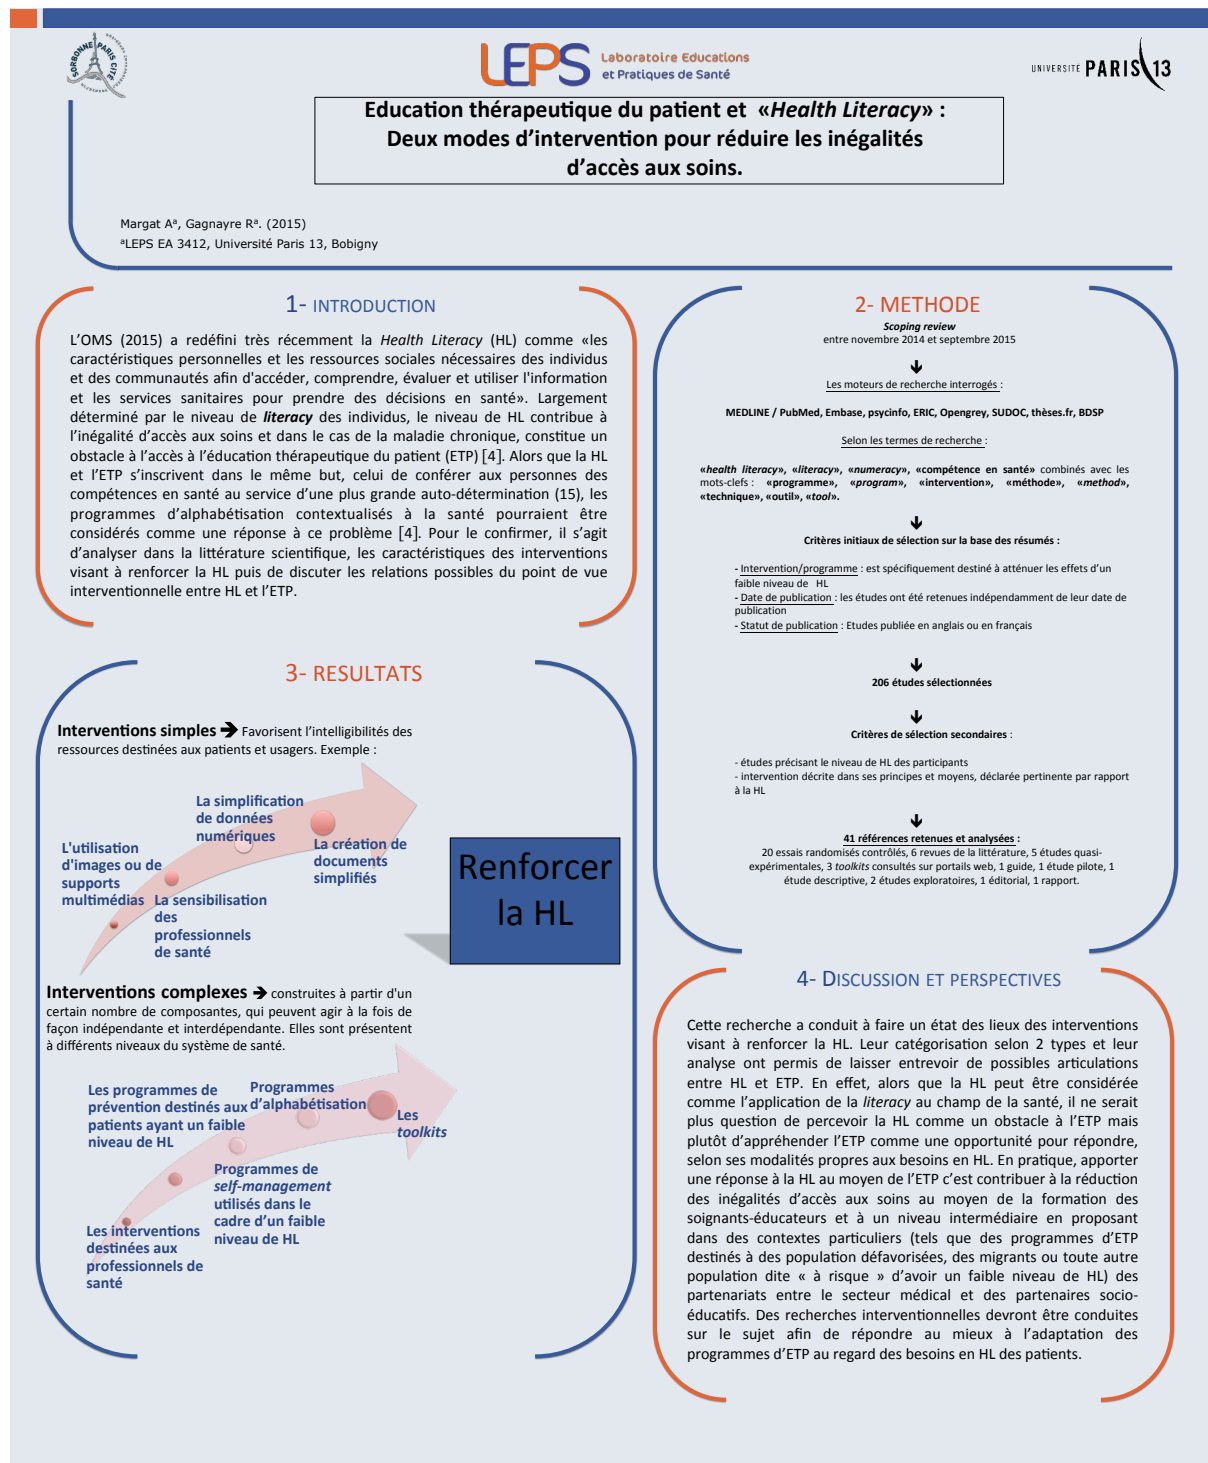 SORBONNE PARIS CITÉ
LEPS
Laboratoire Educations
et Pratiques de Santé
UNIVERSITÉ PARIS 13
Education thérapeutique du patient et «Health Literacy» :
Deux modes d'intervention pour réduire les inégalités
d'accès aux soins.
Margat Aª, Gagnayre Rª. (2015)
ªLEPS EA 3412, Université Paris 13, Bobigny
1- INTRODUCTION
L'OMS (2015) a redéfini très récemment la Health Literacy (HL) comme «les
caractéristiques personnelles et les ressources sociales nécessaires des individus
et des communautés afin d'accéder, comprendre, évaluer et utiliser l'information
et les services sanitaires pour prendre des décisions en santé». Largement
déterminé par le niveau de literacy des individus, le niveau de HL contribue à
l'inégalité d'accès aux soins et dans le cas de la maladie chronique, constitue un
obstacle à l'accès à l'éducation thérapeutique du patient (ETP) [4]. Alors que la HL
et l'ETP s'inscrivent dans le même but, celui de conférer aux personnes des
compétences en santé au service d'une plus grande auto-détermination (15), les
programmes d'alphabétisation contextualisés à la santé pourraient être
considérés comme une réponse à ce problème [4]. Pour le confirmer, il s'agit
d'analyser dans la littérature scientifique, les caractéristiques des interventions
visant à renforcer la HL puis de discuter les relations possibles du point de vue
interventionnelle entre HL et l'ETP.
2- METHODE
Scoping review
entre novembre 2014 et septembre 2015
Les moteurs de recherche interrogés :
MEDLINE / PubMed, Embase, psycinfo, ERIC, Opengrey, SUDOC, thèses.fr, BDSP
Selon les termes de recherche :
«health literacy», «literacy», «numeracy», «compétence en santé» combinés avec les
mots-clefs : «programme», «program», «intervention», «méthode», «method»,
«technique», «outil», «tool».
Critères initiaux de sélection sur la base des résumés :
- Intervention/programme : est spécifiquement destiné à atténuer les effets d'un
faible niveau de HL
- Date de publication : les études ont été retenues indépendamment de leur date de
publication
- Statut de publication : Etudes publiée en anglais ou en français
206 études sélectionnées
Critères de sélection secondaires :
- études précisant le niveau de HL des participants
- intervention décrite dans ses principes et moyens, déclarée pertinente par rapport
à la HL
41 références retenues et analysées :
20 essais randomisés contrôlés, 6 revues de la littérature, 5 études quasi-
expérimentales, 3 toolkits consultés sur portails web, 1 guide, 1 étude pilote, 1
étude descriptive, 2 études exploratoires, 1 éditorial, 1 rapport.
3- RESULTATS
Interventions simples ➔ Favorisent l'intelligibilités des
ressources destinées aux patients et usagers. Exemple :
L'utilisation
d'images ou de
supports
multimédias
La sensibilisation
des
professionnels
de santé
La simplification
de données
numériques
La création de
documents
simplifiés
Renforcer
la HL
Interventions complexes ➔ construites à partir d'un
certain nombre de composantes, qui peuvent agir à la fois de
façon indépendante et interdépendante. Elles sont présentent
à différents niveaux du système de santé.
Les interventions
destinées aux
professionnels de
santé
Les programmes de
prévention destinés aux
patients ayant un faible
niveau de HL
Programmes de
self-management
utilisés dans le
cadre d'un faible
niveau de HL
Programmes
d'alphabétisation
Les
toolkits
4- DISCUSSION ET PERSPECTIVES
Cette recherche a conduit à faire un état des lieux des interventions
visant à renforcer la HL. Leur catégorisation selon 2 types et leur
analyse ont permis de laisser entrevoir de possibles articulations
entre HL et ETP. En effet, alors que la HL peut être considérée
comme l'application de la literacy au champ de la santé, il ne serait
plus question de percevoir la HL comme un obstacle à l'ETP mais
plutôt d'appréhender l'ETP comme une opportunité pour répondre,
selon ses modalités propres aux besoins en HL. En pratique, apporter
une réponse à la HL au moyen de l'ETP c'est contribuer à la réduction
des inégalités d'accès aux soins au moyen de la formation des
soignants-éducateurs et à un niveau intermédiaire en proposant
dans des contextes particuliers (tels que des programmes d'ETP
destinés à des population défavorisées, des migrants ou toute autre
population dite « à risque » d'avoir un faible niveau de HL) des
partenariats entre le secteur médical et des partenaires socio-
éducatifs. Des recherches interventionnelles devront être conduites
sur le sujet afin de répondre au mieux à l'adaptation des
programmes d'ETP au regard des besoins en HL des patients.